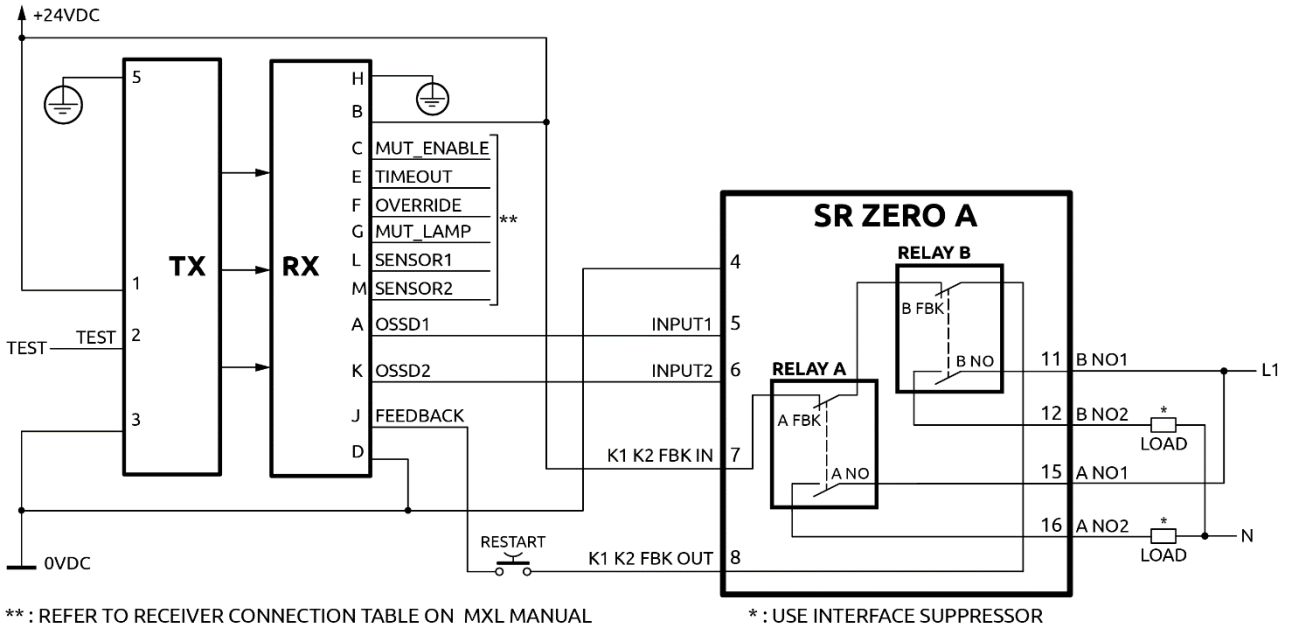 +24VDC
5
H
B
C MUT_ENABLE
E TIMEOUT
F OVERRIDE
G MUT_LAMP
**
L SENSOR1
M SENSOR2
TX
RX
1
TEST
TEST 2
3
A OSSD1
K OSSD2
J FEEDBACK
D
0VDC
RESTART
SR ZERO A
4
INPUT1 5
INPUT2 6
K1 K2 FBK IN 7
K1 K2 FBK OUT 8
RELAY B
B FBK
B NO
RELAY A
A FBK
A NO
11 B NO1
L1
12 B NO2
*
LOAD
15 A NO1
16 A NO2
*
LOAD
N
** : REFER TO RECEIVER CONNECTION TABLE ON MXL MANUAL
* : USE INTERFACE SUPPRESSOR